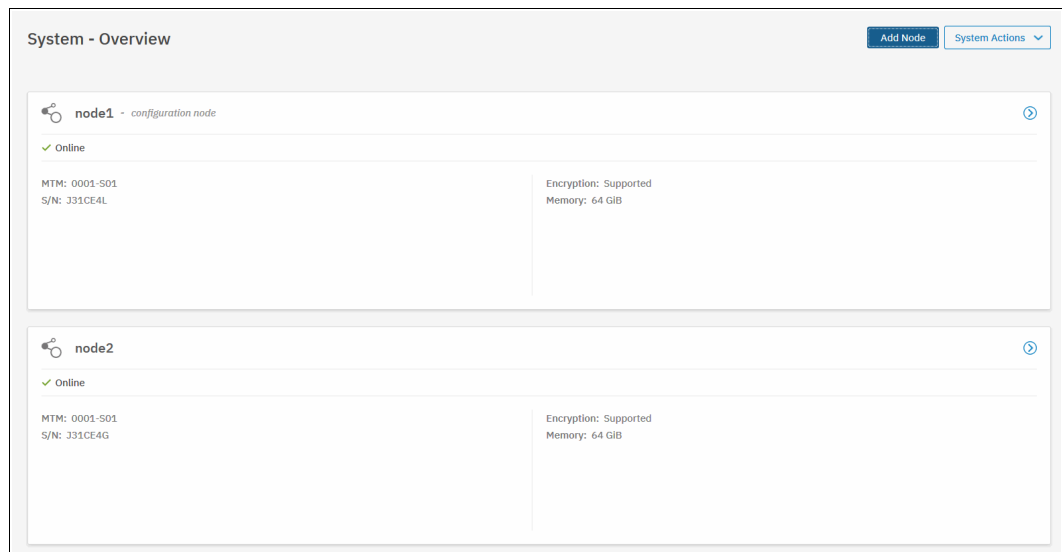 System - Overview
Add Node
System Actions
node1 - configuration node
Online
MTM: 0001-S01
S/N: J31CE4L
Encryption: Supported
Memory: 64 GiB
node2
Online
MTM: 0001-S01
S/N: J31CE4G
Encryption: Supported
Memory: 64 GiB